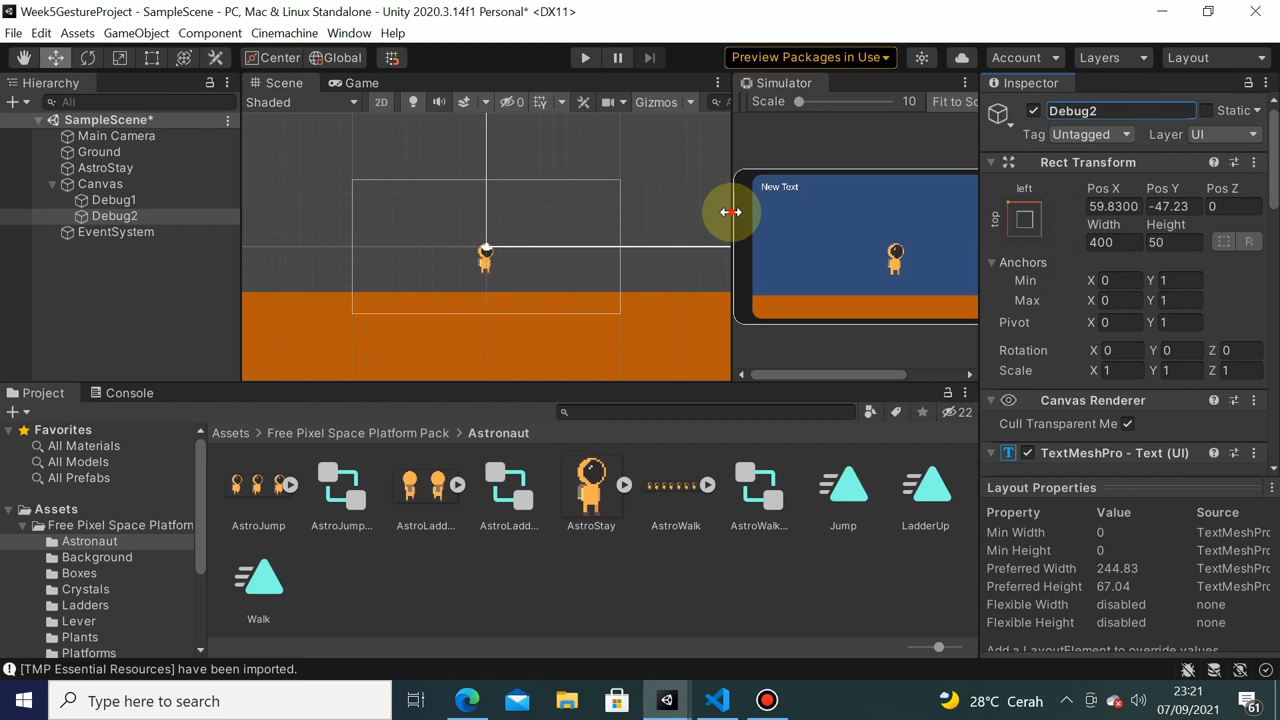 Week5GestureProject - SampleScene - PC, Mac & Linux Standalone - Unity 2020.3.14f1 Personal* <DX11>
File Edit Assets GameObject Component Cinemachine Window Help
Center Global Preview Packages in Use Account Layers Layout
Hierarchy
All
SampleScene*
Main Camera
Ground
AstroStay
Canvas
Debug1
Debug2
EventSystem
Scene Game
Shaded 2D 0 Gizmos
Simulator
Scale 10 Fit to Sc
New Text
Inspector
Debug2 Static
Tag Untagged Layer UI
Rect Transform
left Pos X Pos Y Pos Z
top 59.8300 -47.23 0
Width Height
400 50 R
Anchors
Min X 0 Y 1
Max X 0 Y 1
Pivot X 0 Y 1
Rotation X 0 Y 0 Z 0
Scale X 1 Y 1 Z 1
Canvas Renderer
Cull Transparent Me
TextMeshPro - Text (UI)
Layout Properties
Property Value Source
Min Width 0 TextMeshPro
Min Height 0 TextMeshPro
Preferred Width 244.83 TextMeshPro
Preferred Height 67.04 TextMeshPro
Flexible Width disabled none
Flexible Height disabled none
Add a LayoutElement to override values
Project Console
22
Favorites
All Materials
All Models
All Prefabs
Assets
Free Pixel Space Platform
Astronaut
Background
Boxes
Crystals
Ladders
Lever
Plants
Platforms
Assets > Free Pixel Space Platform Pack > Astronaut
AstroJump AstroJump... AstroLadd... AstroLadd... AstroStay AstroWalk AstroWalk... Jump LadderUp
Walk
[TMP Essential Resources] have been imported.
Type here to search
28°C Cerah
23:21
07/09/2021
61